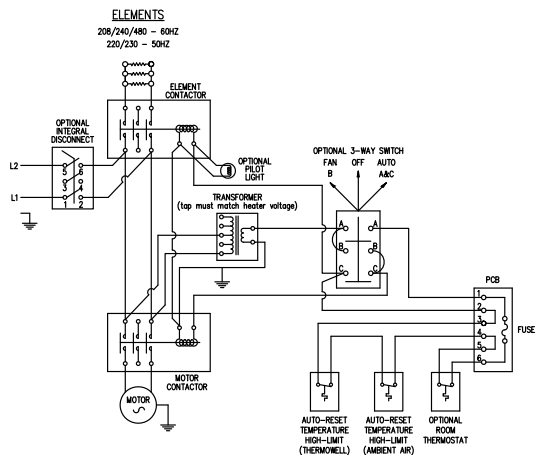 ELEMENTS
208/240/480 – 60HZ
220/230 – 50HZ
ELEMENT
CONTACTOR
OPTIONAL
INTEGRAL
DISCONNECT
L2
5 6
3 4
L1
1 2
OPTIONAL
PILOT
LIGHT
OPTIONAL 3-WAY SWITCH
FAN OFF AUTO
B A&C
TRANSFORMER
(tap must match heater voltage)
A A
B B
C C
PCB
1
2
3
4
5
6
FUSE
MOTOR
CONTACTOR
MOTOR
AUTO-RESET
TEMPERATURE
HIGH-LIMIT
(THERMOWELL)
AUTO-RESET
TEMPERATURE
HIGH-LIMIT
(AMBIENT AIR)
OPTIONAL
ROOM
THERMOSTAT